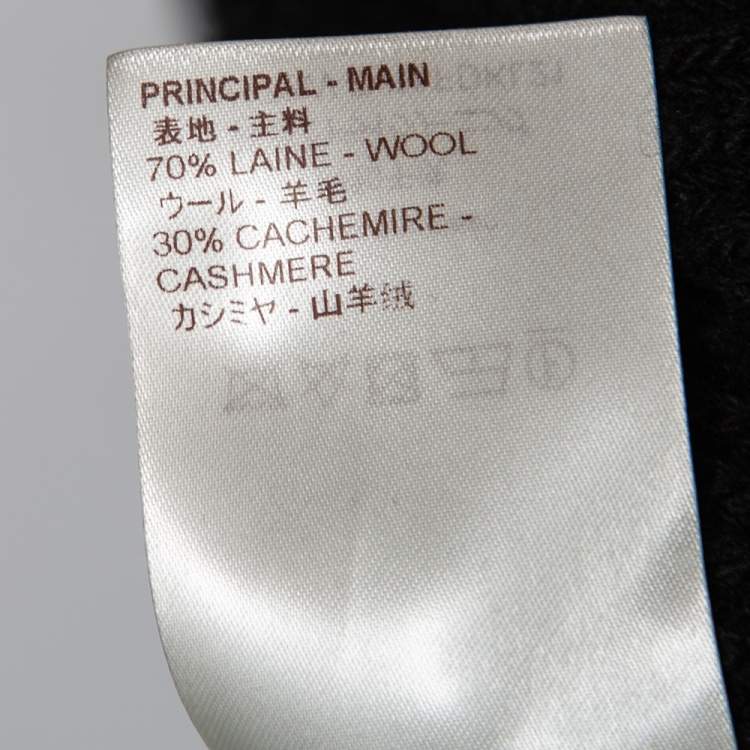 PRINCIPAL - MAIN
表地 - 主料
70% LAINE - WOOL
ウール - 羊毛
30% CACHEMIRE -
CASHMERE
カシミヤ - 山羊绒